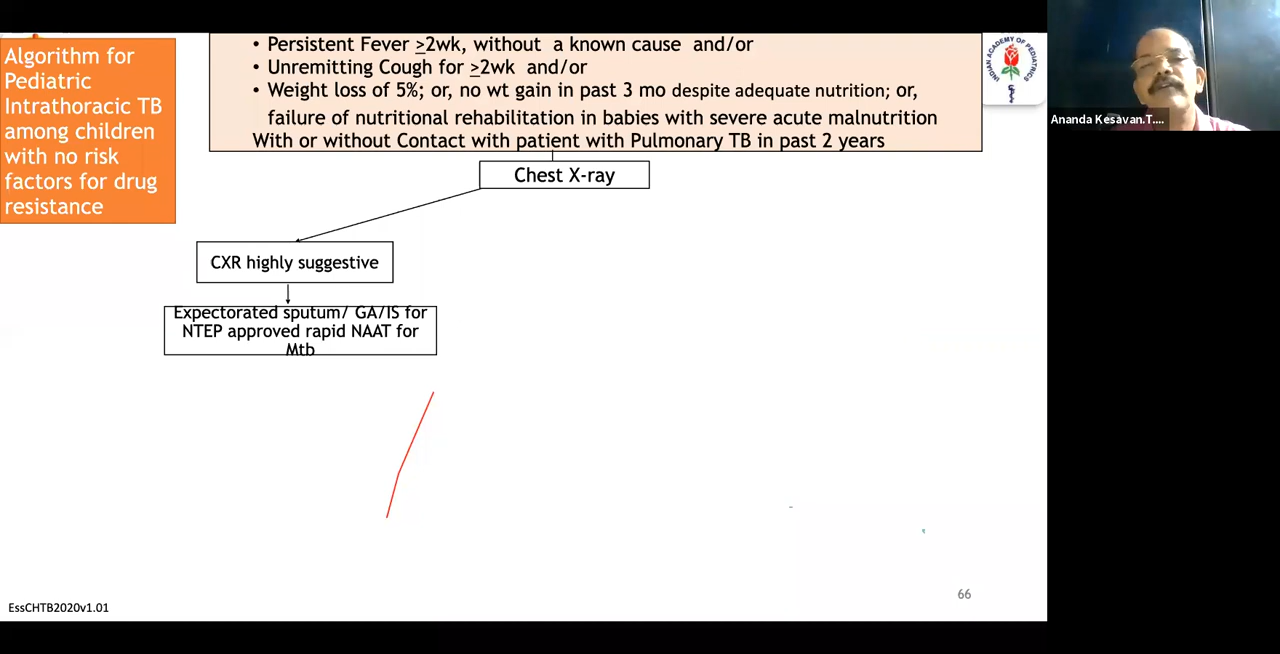 Algorithm for
Pediatric
Intrathoracic TB
among children
with no risk
factors for drug
resistance
• Persistent Fever >2wk, without a known cause and/or
• Unremitting Cough for >2wk and/or
• Weight loss of 5%; or, no wt gain in past 3 mo despite adequate nutrition; or,
failure of nutritional rehabilitation in babies with severe acute malnutrition
With or without Contact with patient with Pulmonary TB in past 2 years
INDIAN ACADEMY OF PEDIATRICS
Ananda Kesavan.T....
Chest X-ray
CXR highly suggestive
Expectorated sputum/ GA/IS for
NTEP approved rapid NAAT for
Mtb
66
EssCHTB2020v1.01